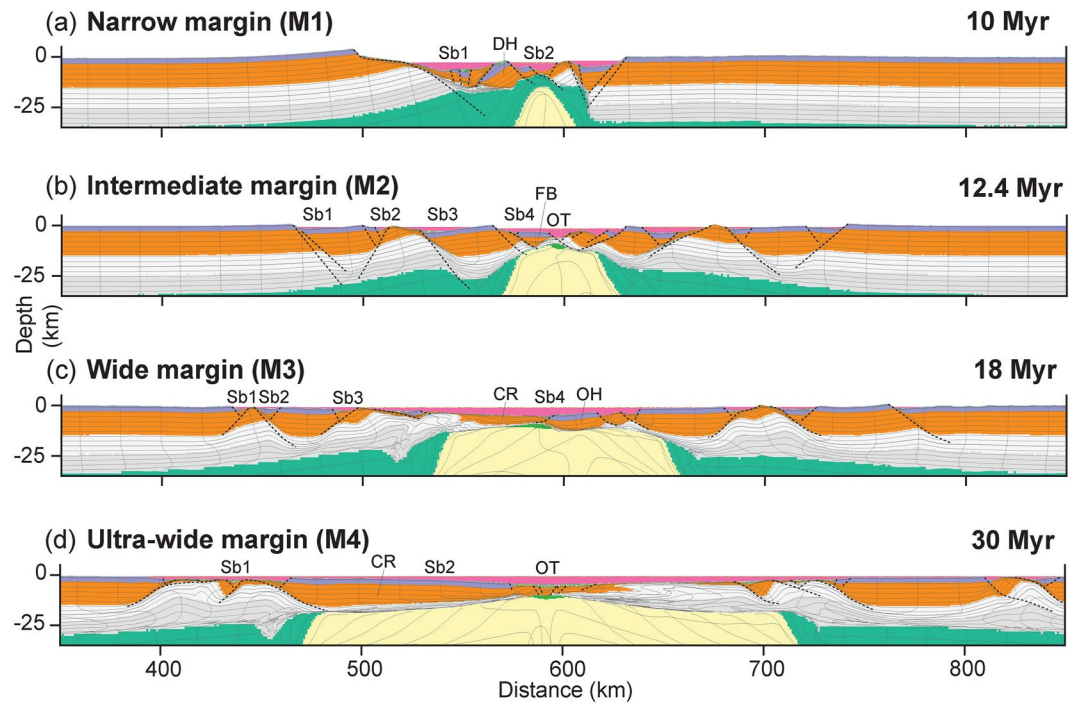 (a) Narrow margin (M1) 10 Myr
Sb1 DH Sb2
0
-25
(b) Intermediate margin (M2) 12.4 Myr
FB
Sb1 Sb2 Sb3 Sb4 OT
0
-25
Depth
(km)
(c) Wide margin (M3) 18 Myr
Sb1 Sb2 Sb3 CR Sb4 OH
0
-25
(d) Ultra-wide margin (M4) 30 Myr
Sb1 CR Sb2 OT
0
-25
400 500 600 700 800
Distance (km)